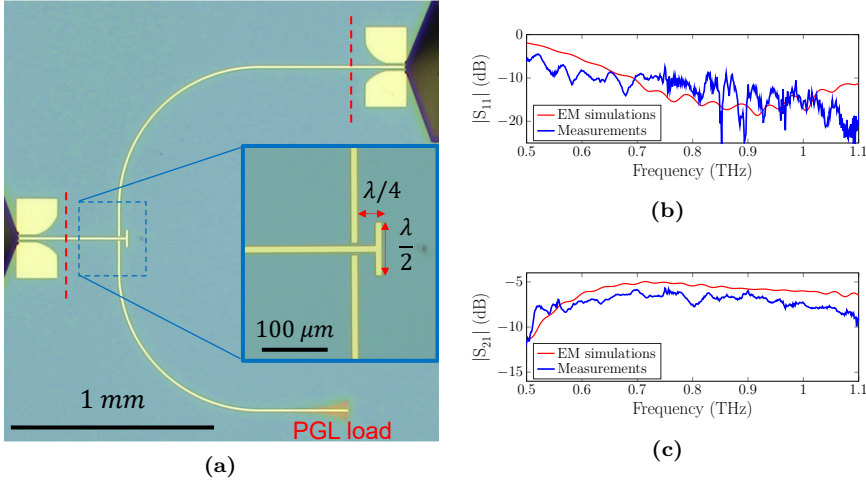 λ/4
λ
2
100 μm
1 mm
PGL load
(a)
|S11| (dB)
0
−10
−20
EM simulations
Measurements
0.5 0.6 0.7 0.8 0.9 1 1.1
Frequency (THz)
(b)
|S21| (dB)
−5
−10
−15
EM simulations
Measurements
0.5 0.6 0.7 0.8 0.9 1 1.1
Frequency (THz)
(c)